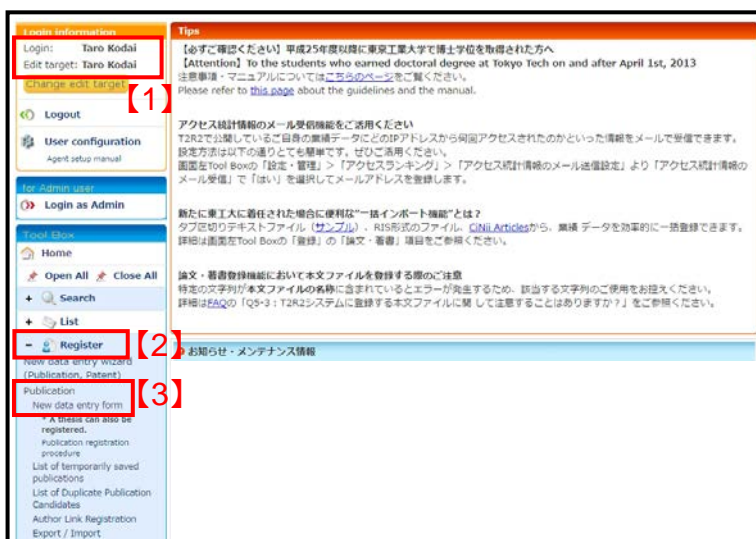 Login information
Login: Taro Kodai
Edit target: Taro Kodai
Change edit target
【1】
Logout
User configuration
Agent setup manual
for Admin user
Login as Admin
Tool Box
Home
Open All Close All
+ Search
+ List
- Register
【2】
New data entry wizard
(Publication, Patent)
Publication
New data entry form
【3】
* A thesis can also be
registered.
Publication registration
procedure
List of temporarily saved
publications
List of Duplicate Publication
Candidates
Author Link Registration
Export / Import
Tips
【必ずご確認ください】平成25年度以降に東京工業大学で博士学位を取得された方へ
【Attention】To the students who earned doctoral degree at Tokyo Tech on and after April 1st, 2013
注意事項・マニュアルについてはこちらのページをご覧ください。
Please refer to this page about the guidelines and the manual.
アクセス統計情報のメール受信機能をご活用ください
T2R2で公開しているご自身の業績データにどのIPアドレスから何回アクセスされたのかといった情報をメールで受信できます。
設定方法は以下の通りとても簡単です。ぜひご活用ください。
画面左Tool Boxの「設定・管理」>「アクセスランキング」>「アクセス統計情報のメール送信設定」より「アクセス統計情報の
メール受信」で「はい」を選択してメールアドレスを登録します。
新たに東工大に着任された場合に便利な"一括インポート機能"とは?
タブ区切りテキストファイル(サンプル)、RIS形式のファイル、CiNii Articlesから、業績 データを効率的に一括登録できます。
詳細は画面左Tool Boxの「登録」の「論文・著書」項目をご参照ください。
論文・著書登録機能において本文ファイルを登録する際のご注意
特定の文字列が本文ファイルの名称に含まれているとエラーが発生するため、該当する文字列のご使用をお控えください。
詳細はFAQの「Q5-3:T2R2システムに登録する本文ファイルに関 して注意することはありますか?」をご参照ください。
お知らせ・メンテナンス情報